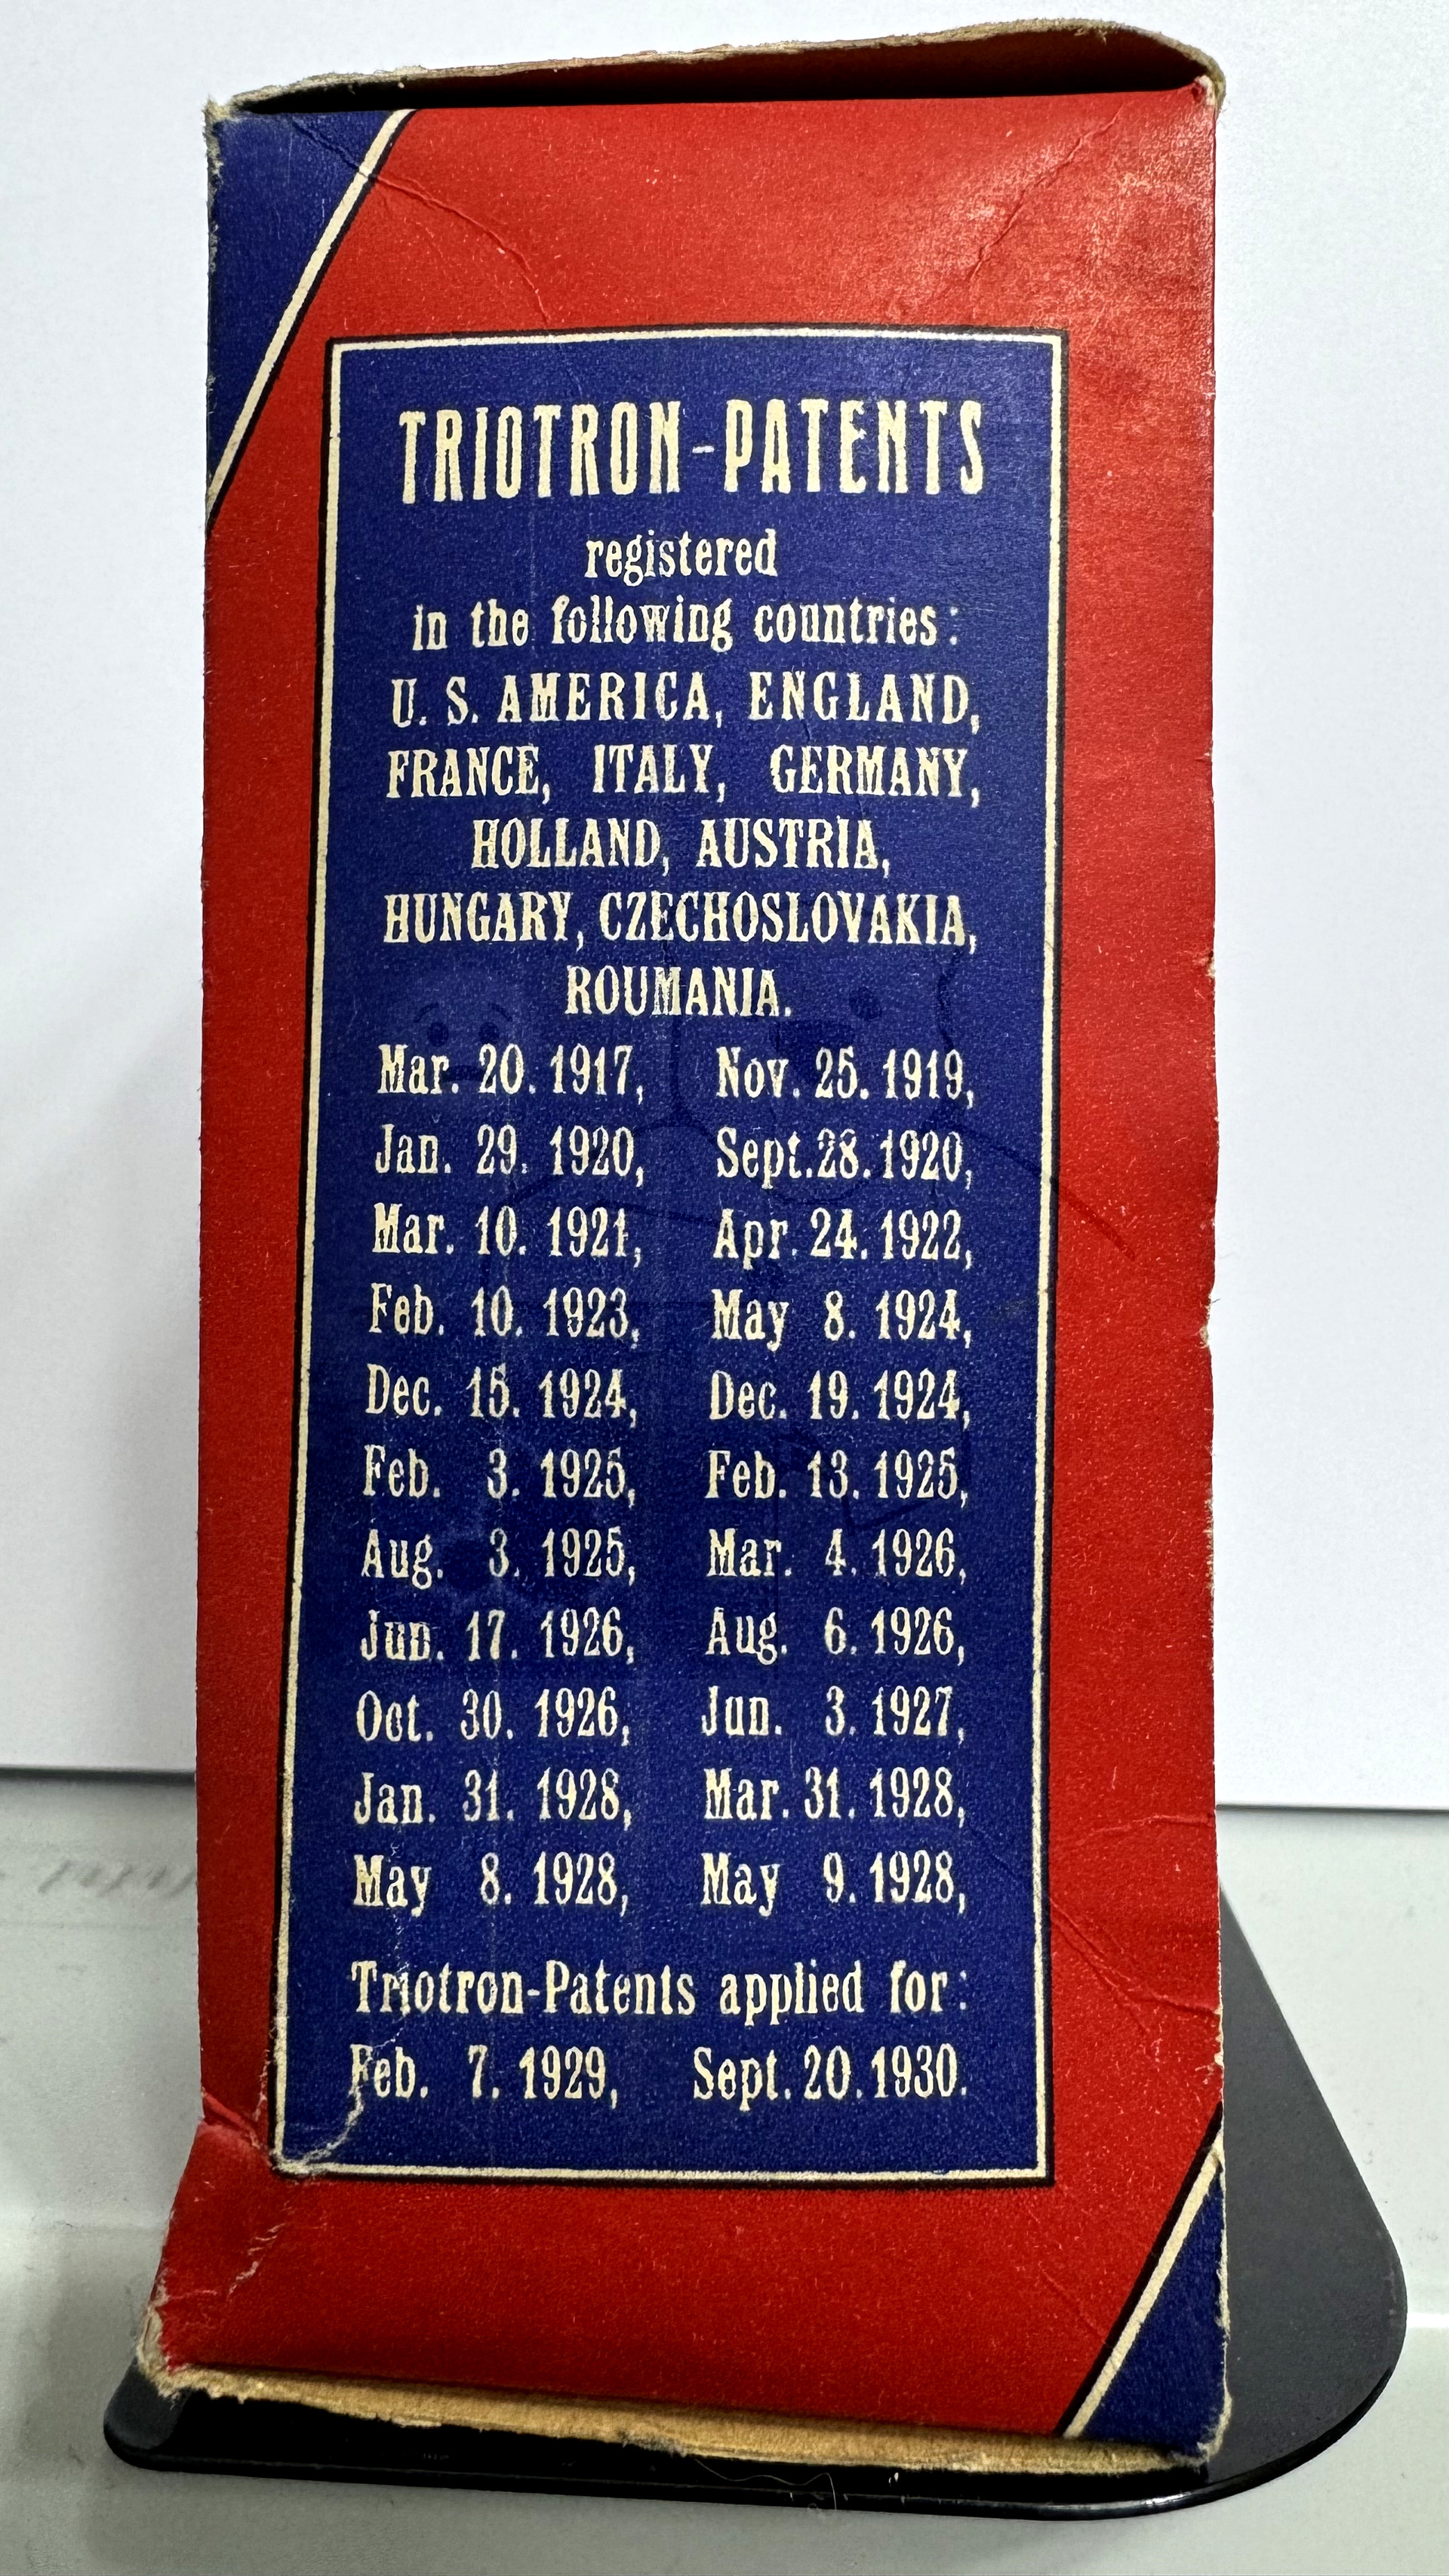 TRIOTRON-PATENTS
registered
in the following countries:
U. S. AMERICA, ENGLAND,
FRANCE, ITALY, GERMANY,
HOLLAND, AUSTRIA,
HUNGARY, CZECHOSLOVAKIA,
ROUMANIA.
Mar. 20. 1917, Nov. 25. 1919,
Jan. 29. 1920, Sept. 28. 1920,
Mar. 10. 1921, Apr. 24. 1922,
Feb. 10. 1923, May 8. 1924,
Dec. 15. 1924, Dec. 19. 1924,
Feb. 3. 1925, Feb. 13. 1925,
Aug. 3. 1925, Mar. 4. 1926,
Jun. 17. 1926, Aug. 6. 1926,
Oct. 30. 1926, Jun. 3. 1927,
Jan. 31. 1928, Mar. 31. 1928,
May 8. 1928, May 9. 1928,
Triotron-Patents applied for:
Feb. 7. 1929, Sept. 20. 1930.